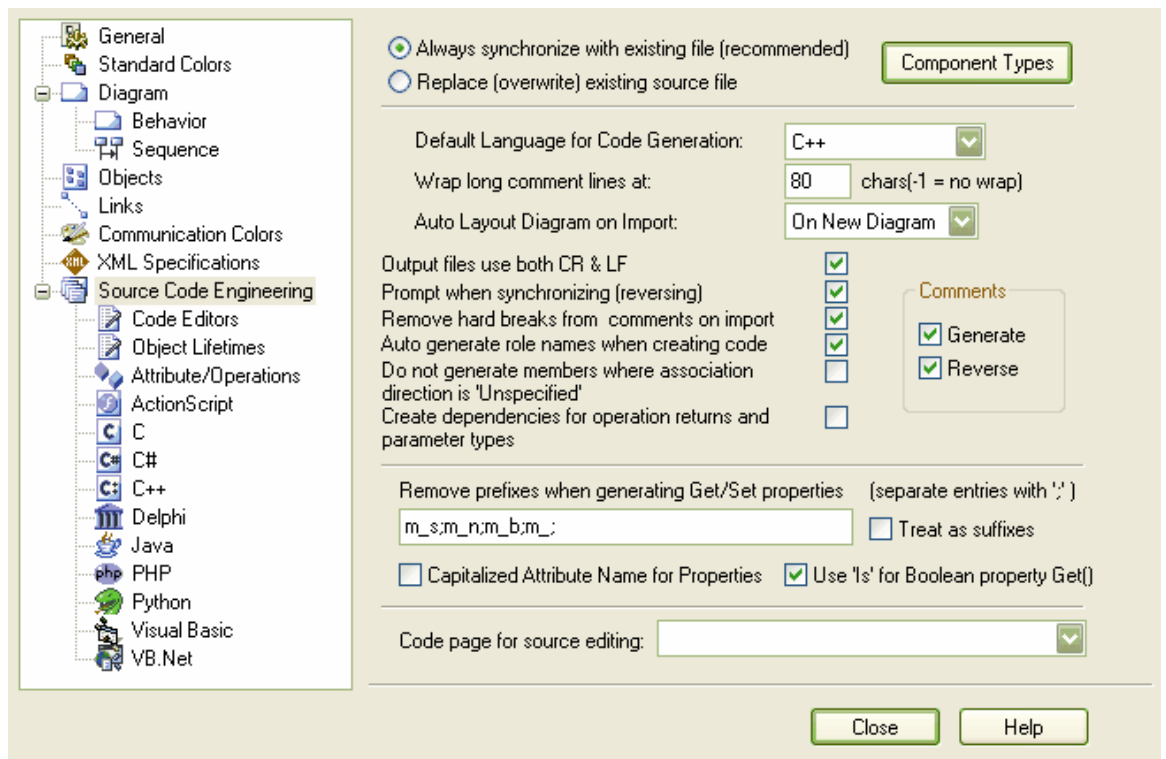 General
Standard Colors
Diagram
Behavior
Sequence
Objects
Links
Communication Colors
XML Specifications
Source Code Engineering
Code Editors
Object Lifetimes
Attribute/Operations
ActionScript
C
C#
C++
Delphi
Java
PHP
Python
Visual Basic
VB.Net
Always synchronize with existing file (recommended)
Replace (overwrite) existing source file
Component Types
Default Language for Code Generation: C++
Wrap long comment lines at: 80 chars(-1 = no wrap)
Auto Layout Diagram on Import: On New Diagram
Output files use both CR & LF
Prompt when synchronizing (reversing)
Remove hard breaks from comments on import
Auto generate role names when creating code
Do not generate members where association
direction is 'Unspecified'
Create dependencies for operation returns and
parameter types
Comments
Generate
Reverse
Remove prefixes when generating Get/Set properties (separate entries with ';' )
m_s;m_n;m_b;m_;
Treat as suffixes
Capitalized Attribute Name for Properties Use 'Is' for Boolean property Get()
Code page for source editing:
Close Help